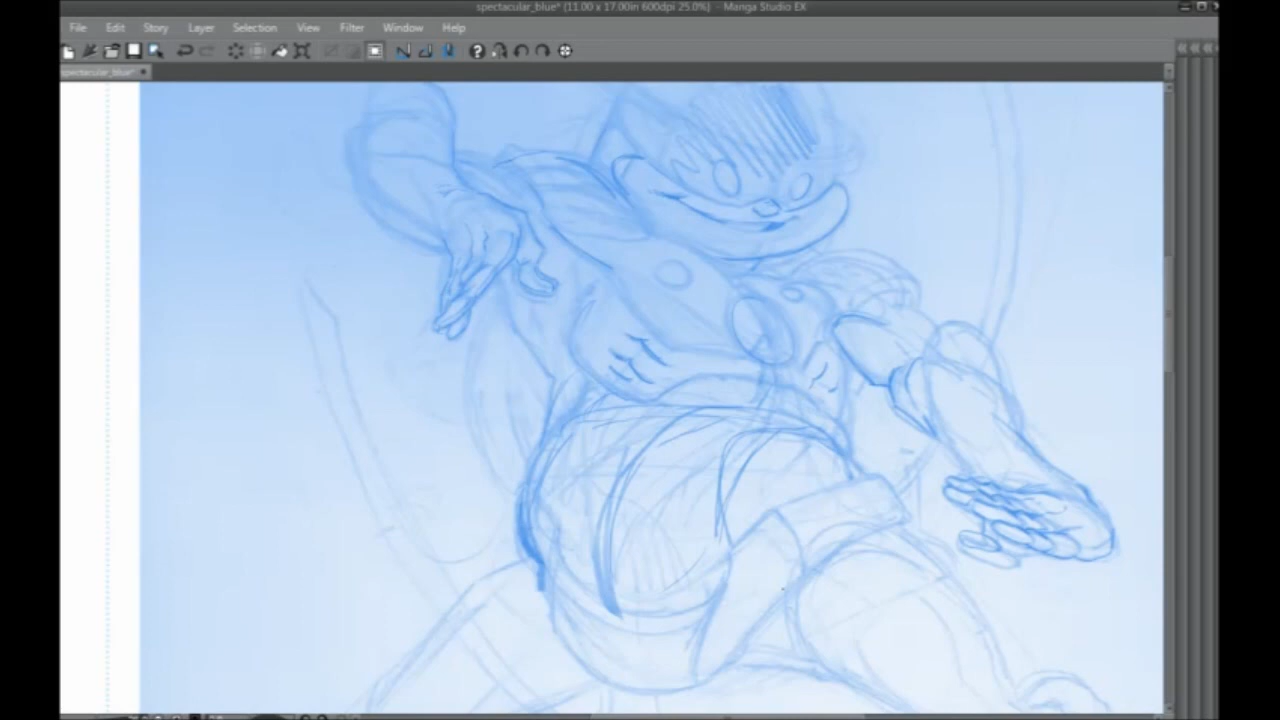 spectacular_blue* (11.00 x 17.00in 600dpi 25.0%) - Manga Studio EX
File Edit Story Layer Selection View Filter Window Help
spectacular_blue*